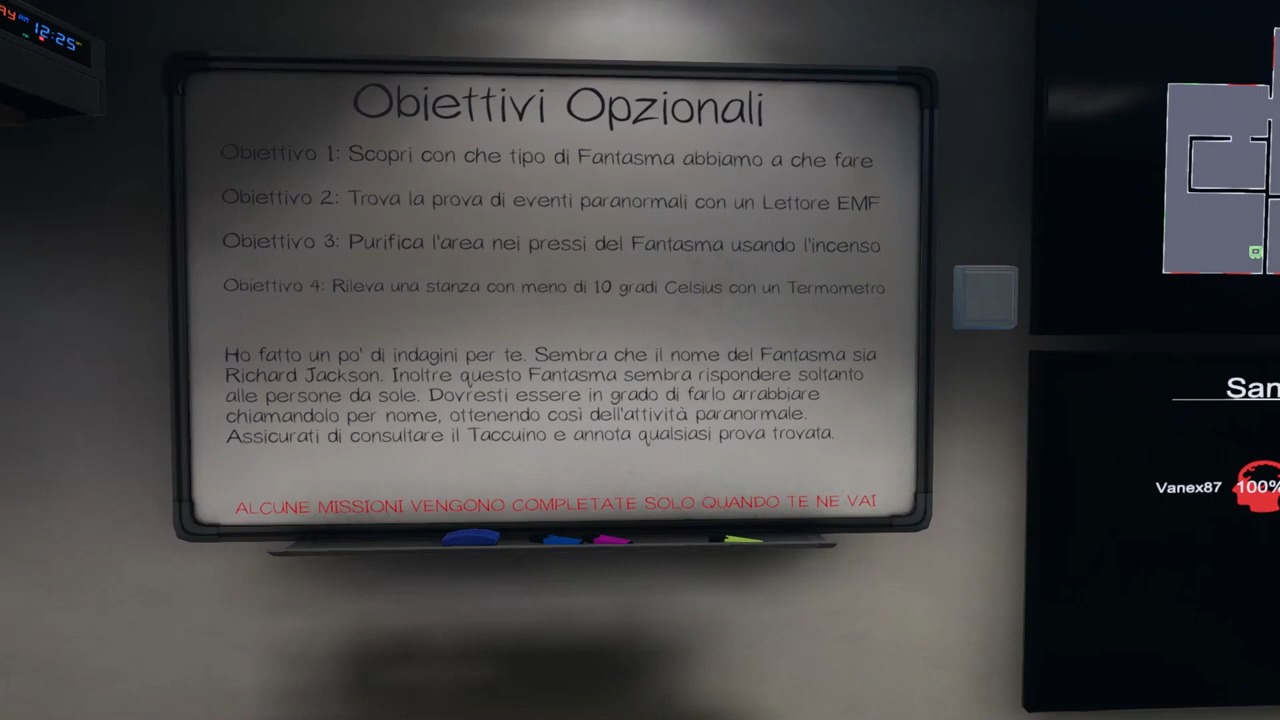 12:25
Obiettivi Opzionali
Obiettivo 1: Scopri con che tipo di Fantasma abbiamo a che fare
Obiettivo 2: Trova la prova di eventi paranormali con un Lettore EMF
Obiettivo 3: Purifica l'area nei pressi del Fantasma usando l'incenso
Obiettivo 4: Rileva una stanza con meno di 10 gradi Celsius con un Termometro
Ho fatto un po' di indagini per te. Sembra che il nome del Fantasma sia
Richard Jackson. Inoltre questo Fantasma sembra rispondere soltanto
alle persone da sole. Dovresti essere in grado di farlo arrabbiare
chiamandolo per nome, ottenendo così dell'attività paranormale.
Assicurati di consultare il Taccuino e annota qualsiasi prova trovata.
ALCUNE MISSIONI VENGONO COMPLETATE SOLO QUANDO TE NE VAI
San
Vanex87 100%